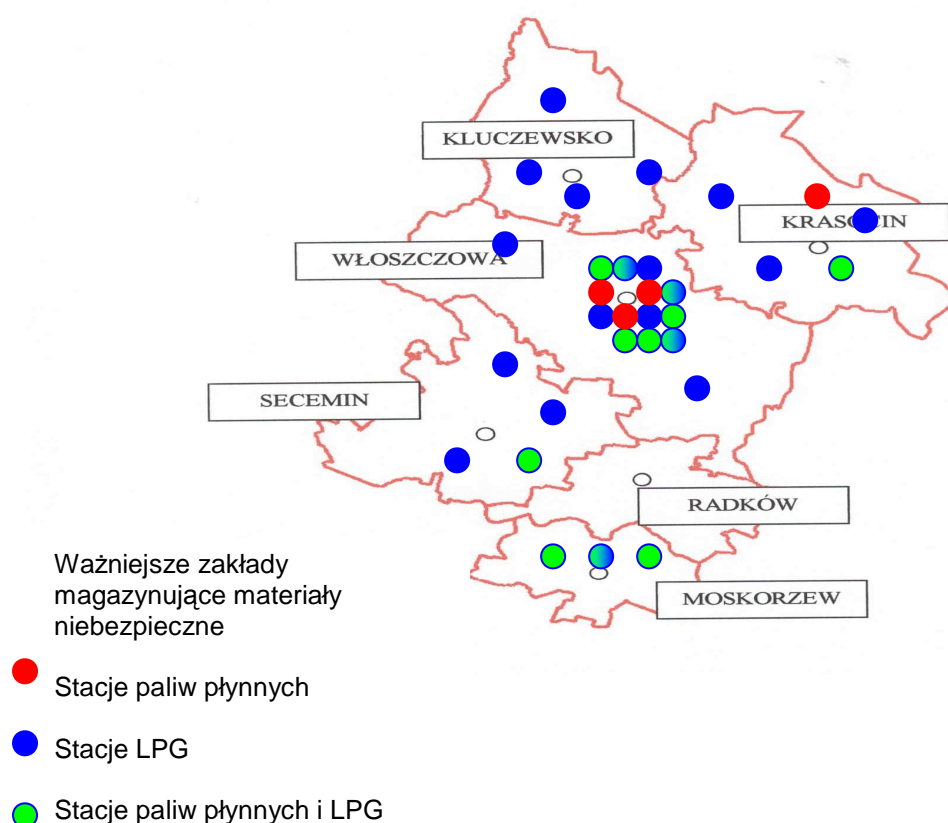 KLUCZEWSKO
KRASOCIN
WŁOSZCZOWA
SECEMIN
RADKÓW
MOSKORZEW
Ważniejsze zakłady
magazynujące materiały
niebezpieczne
Stacje paliw płynnych
Stacje LPG
Stacje paliw płynnych i LPG